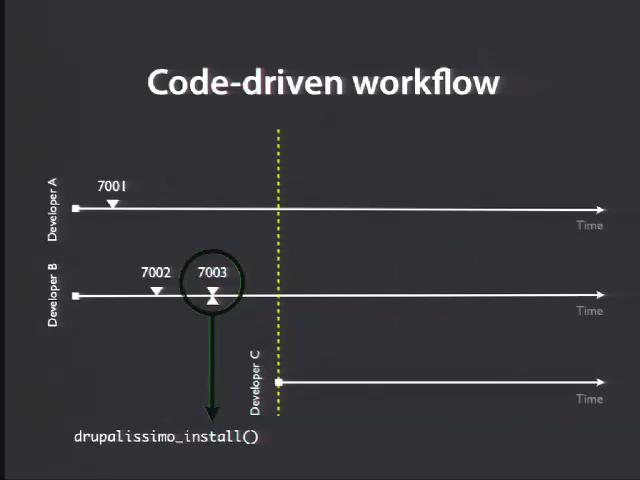 Code-driven workflow
Developer A
7001
Time
Developer B
7002
7003
Time
Developer C
Time
drupalissimo_install()